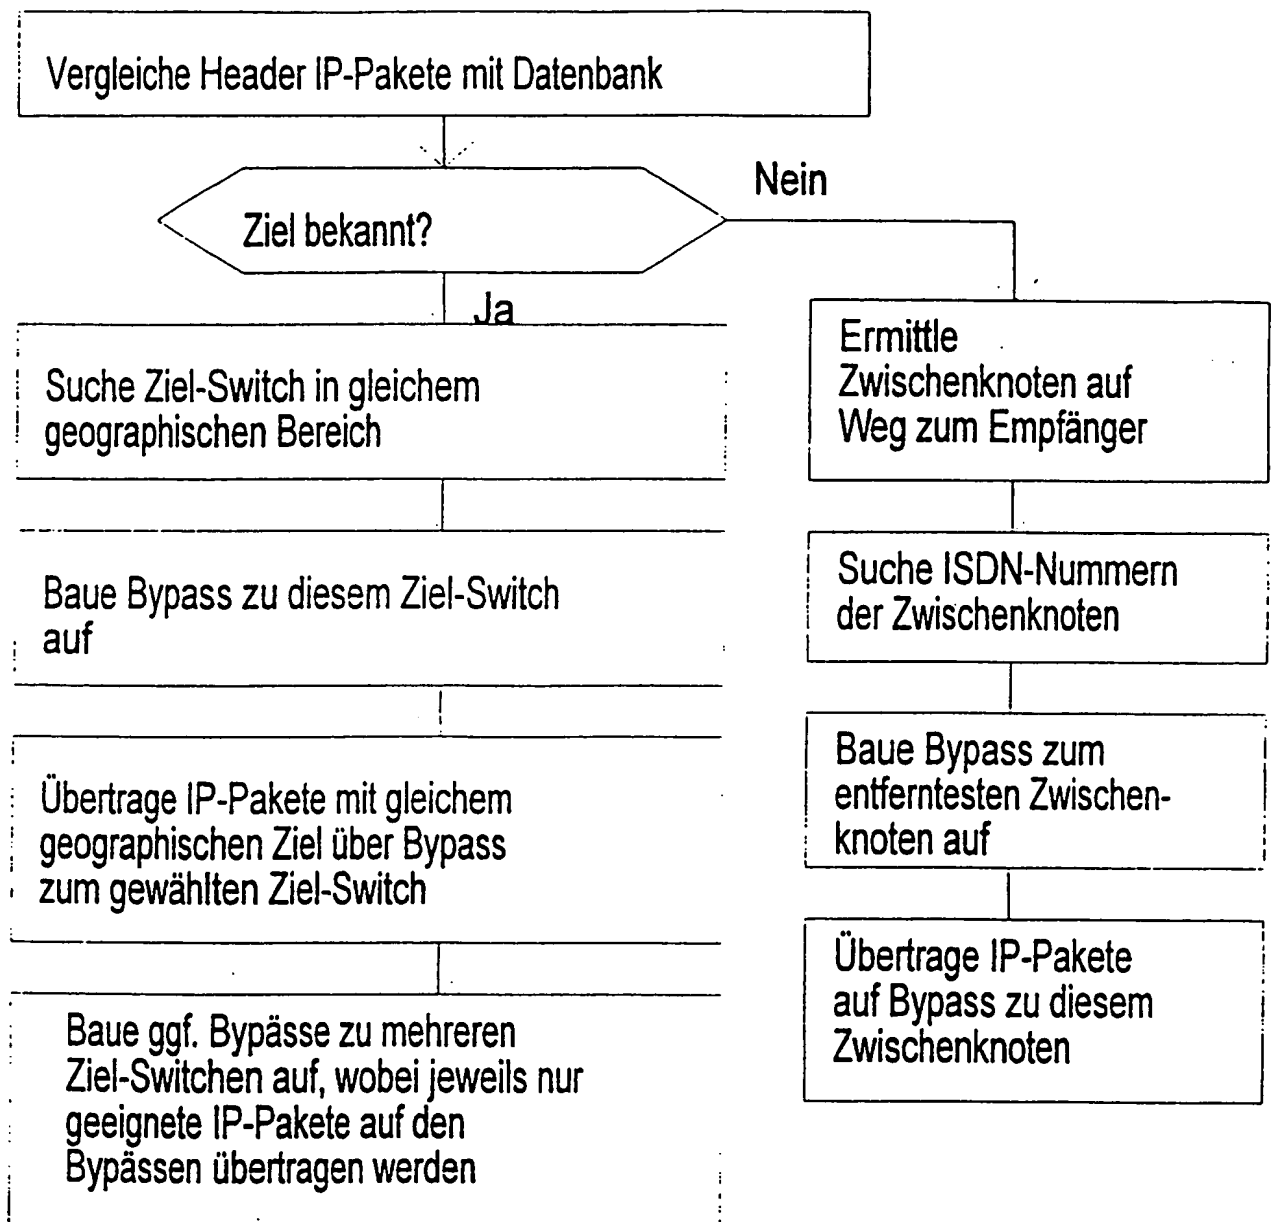 Vergleiche Header IP-Pakete mit Datenbank
Ziel bekannt?
Nein
Ja
Suche Ziel-Switch in gleichem
geographischen Bereich
Baue Bypass zu diesem Ziel-Switch
auf
Übertrage IP-Pakete mit gleichem
geographischen Ziel über Bypass
zum gewählten Ziel-Switch
Baue ggf. Bypässe zu mehreren
Ziel-Switchen auf, wobei jeweils nur
geeignete IP-Pakete auf den
Bypässen übertragen werden
Ermittle
Zwischenknoten auf
Weg zum Empfänger
Suche ISDN-Nummern
der Zwischenknoten
Baue Bypass zum
entferntesten Zwischen-
knoten auf
Übertrage IP-Pakete
auf Bypass zu diesem
Zwischenknoten